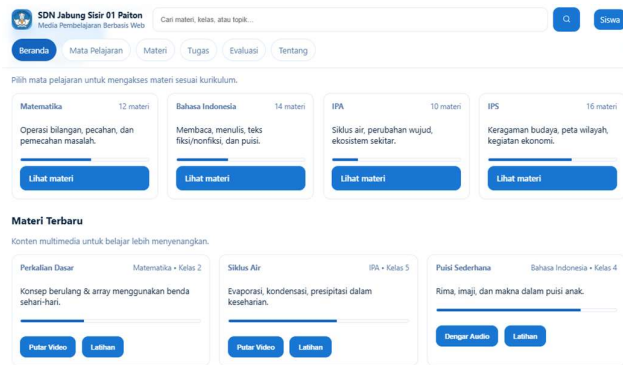 SDN Jabung Sisir 01 Paiton
Media Pembelajaran Berbasis Web
Cari materi, kelas, atau topik...
Siswa
Beranda
Mata Pelajaran
Materi
Tugas
Evaluasi
Tentang
Pilih mata pelajaran untuk mengakses materi sesuai kurikulum.
Matematika
12 materi
Operasi bilangan, pecahan, dan
pemecahan masalah.
Lihat materi
Bahasa Indonesia
14 materi
Membaca, menulis, teks
fiksi/nonfiksi, dan puisi.
Lihat materi
IPA
10 materi
Siklus air, perubahan wujud,
ekosistem sekitar.
Lihat materi
IPS
16 materi
Keragaman budaya, peta wilayah,
kegiatan ekonomi.
Lihat materi
Materi Terbaru
Konten multimedia untuk belajar lebih menyenangkan.
Perkalian Dasar
Matematika • Kelas 2
Konsep berulang & array menggunakan benda
sehari-hari.
Putar Video
Latihan
Siklus Air
IPA • Kelas 5
Evaporasi, kondensasi, presipitasi dalam
keseharian.
Putar Video
Latihan
Puisi Sederhana
Bahasa Indonesia • Kelas 4
Rima, imaji, dan makna dalam puisi anak.
Dengar Audio
Latihan